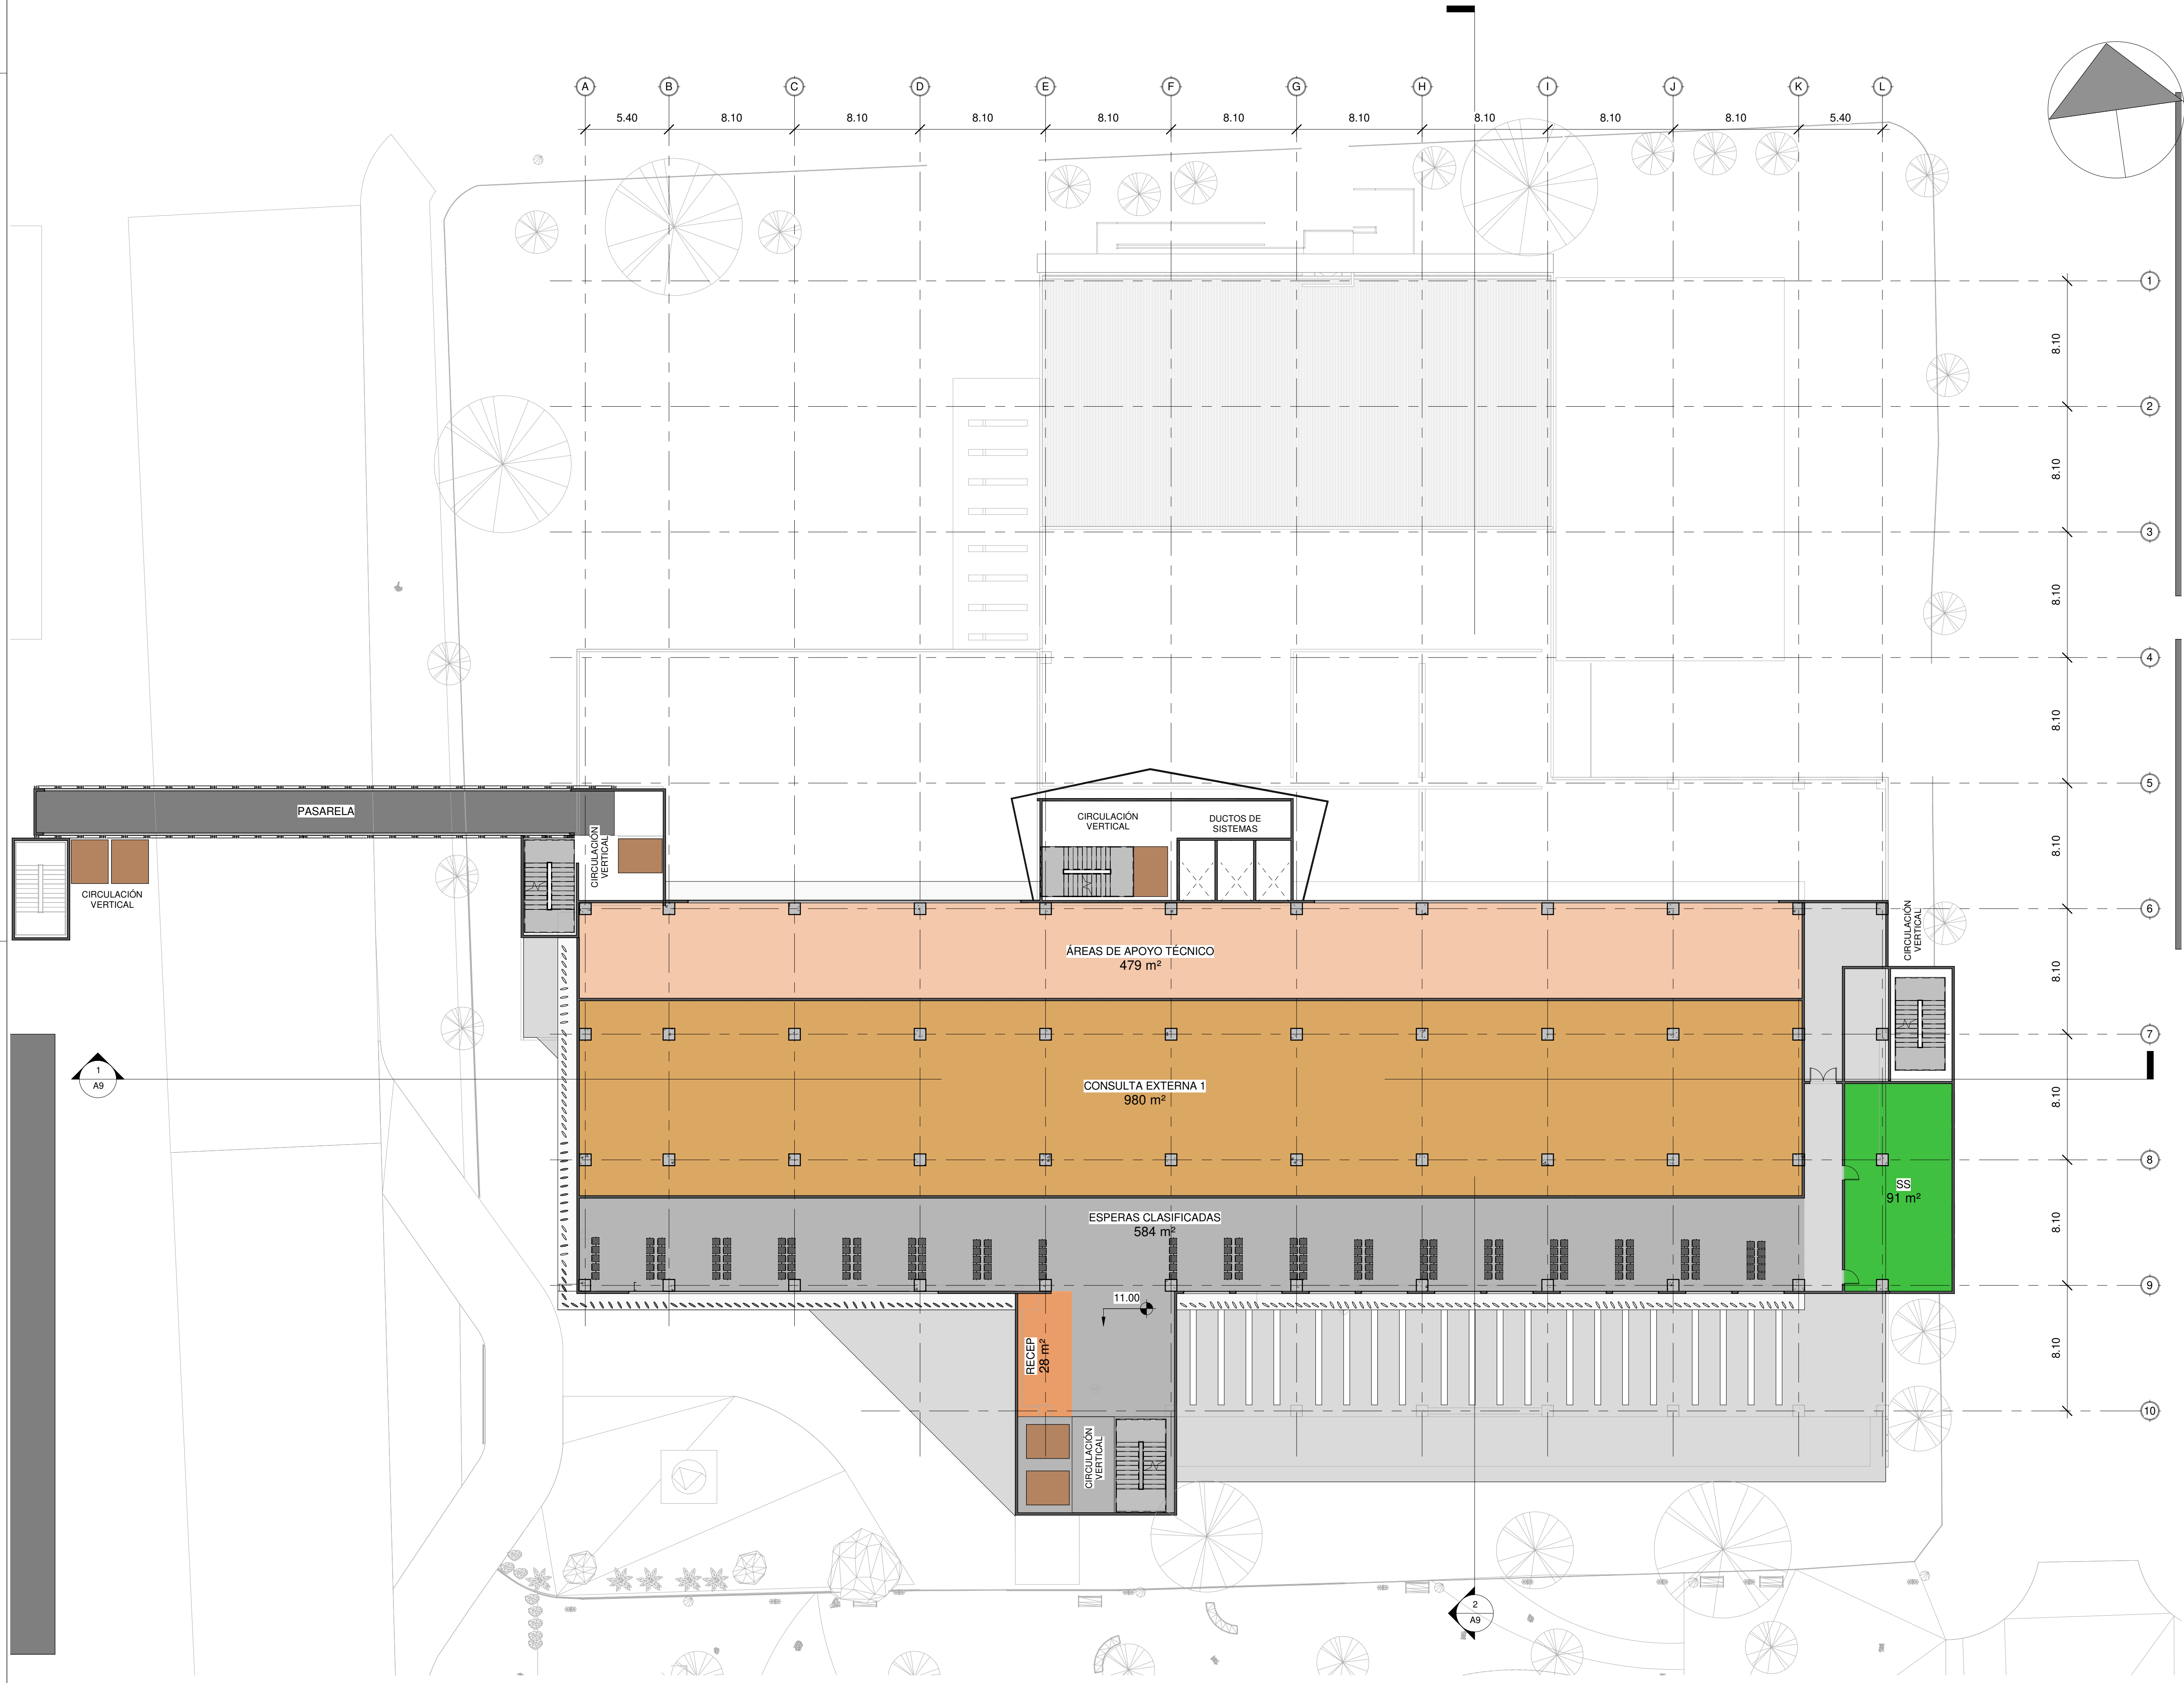 A B C D E F G H I J K L
5.40 8.10 8.10 8.10 8.10 8.10 8.10 8.10 8.10 8.10 5.40
1
8.10
2
8.10
3
8.10
4
8.10
5
8.10
6
8.10
7
8.10
8
8.10
9
8.10
10
PASARELA
CIRCULACIÓN
VERTICAL
CIRCULACIÓN
VERTICAL
CIRCULACIÓN
VERTICAL
DUCTOS DE
SISTEMAS
CIRCULACIÓN
VERTICAL
ÁREAS DE APOYO TÉCNICO
479 m²
1
A9
CONSULTA EXTERNA 1
980 m²
SS
91 m²
ESPERAS CLASIFICADAS
584 m²
11.00
RECEP
28 m²
CIRCULACIÓN
VERTICAL
2
A9